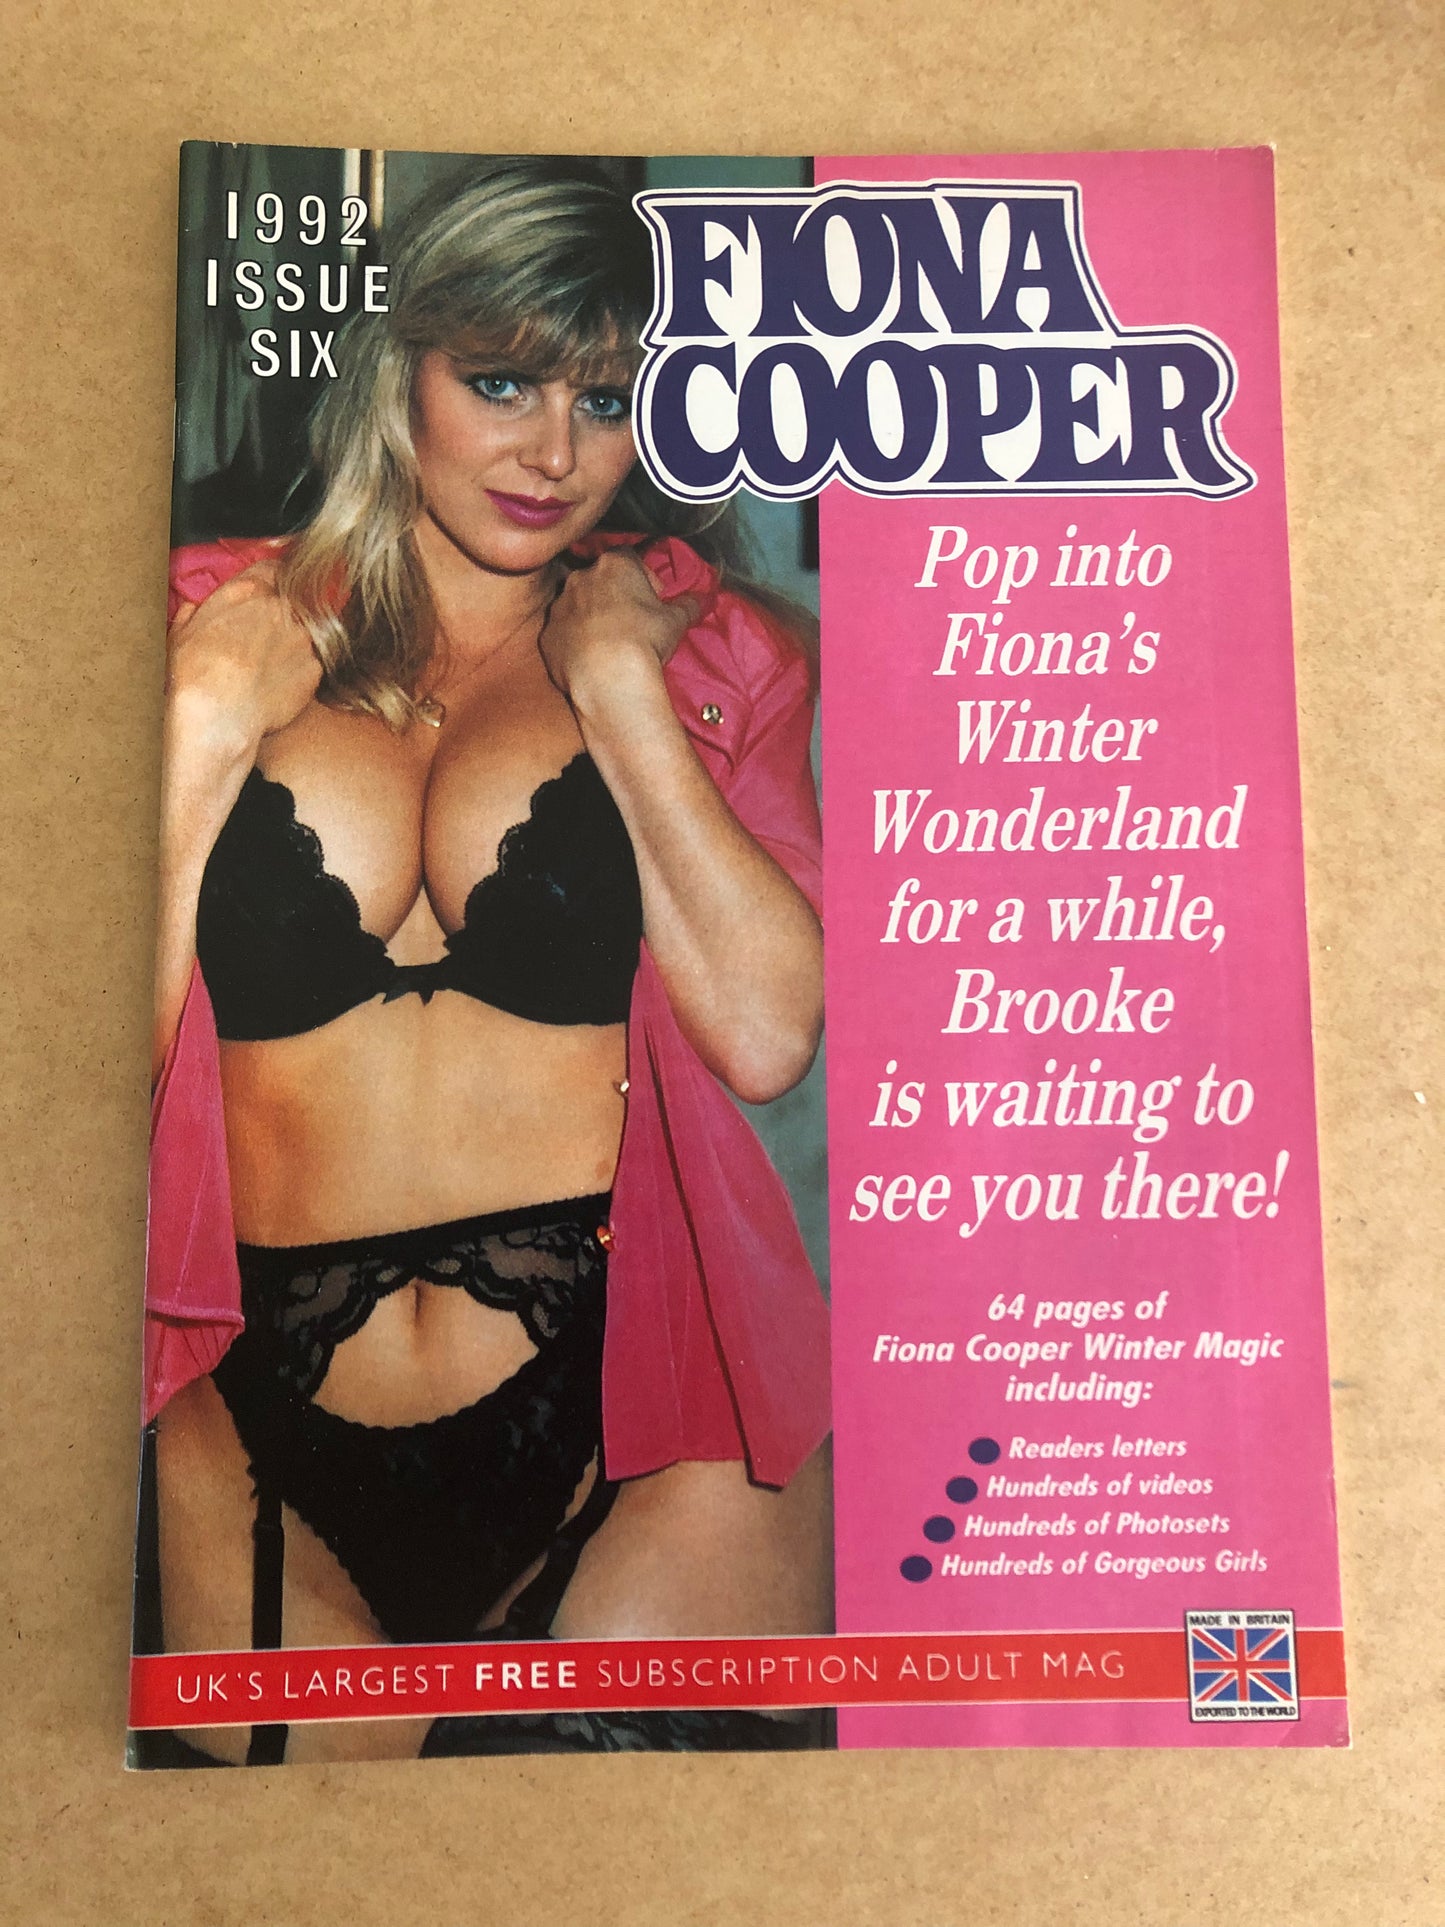 1992
ISSUE
SIX
FIONA
COOPER
Pop into
Fiona's
Winter
Wonderland
for a while,
Brooke
is waiting to
see you there!
64 pages of
Fiona Cooper Winter Magic
including:
Readers letters
Hundreds of videos
Hundreds of Photosets
Hundreds of Gorgeous Girls
MADE IN BRITAIN
EXPORTED TO THE WORLD
UK'S LARGEST FREE SUBSCRIPTION ADULT MAG